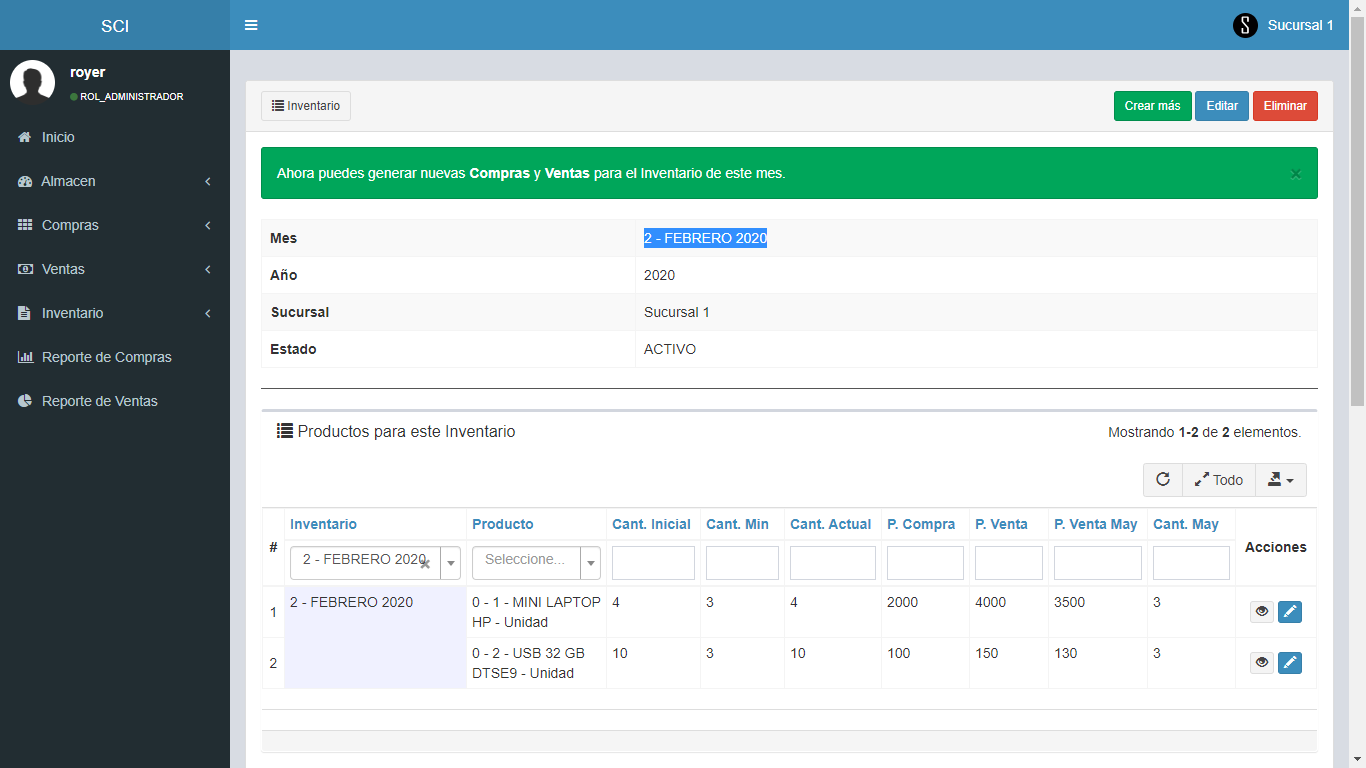 SCI
S Sucursal 1
royer
ROL_ADMINISTRADOR
Inicio
Almacen
Compras
Ventas
Inventario
Reporte de Compras
Reporte de Ventas
Inventario
Crear más Editar Eliminar
Ahora puedes generar nuevas Compras y Ventas para el Inventario de este mes. ×
Mes 2 - FEBRERO 2020
Año 2020
Sucursal Sucursal 1
Estado ACTIVO
Productos para este Inventario
Mostrando 1-2 de 2 elementos.
Todo
# Inventario Producto Cant. Inicial Cant. Min Cant. Actual P. Compra P. Venta P. Venta May Cant. May Acciones
2 - FEBRERO 2020 × Seleccione...
1 2 - FEBRERO 2020 0 - 1 - MINI LAPTOP 4 3 4 2000 4000 3500 3
HP - Unidad
2 0 - 2 - USB 32 GB 10 3 10 100 150 130 3
DTSE9 - Unidad